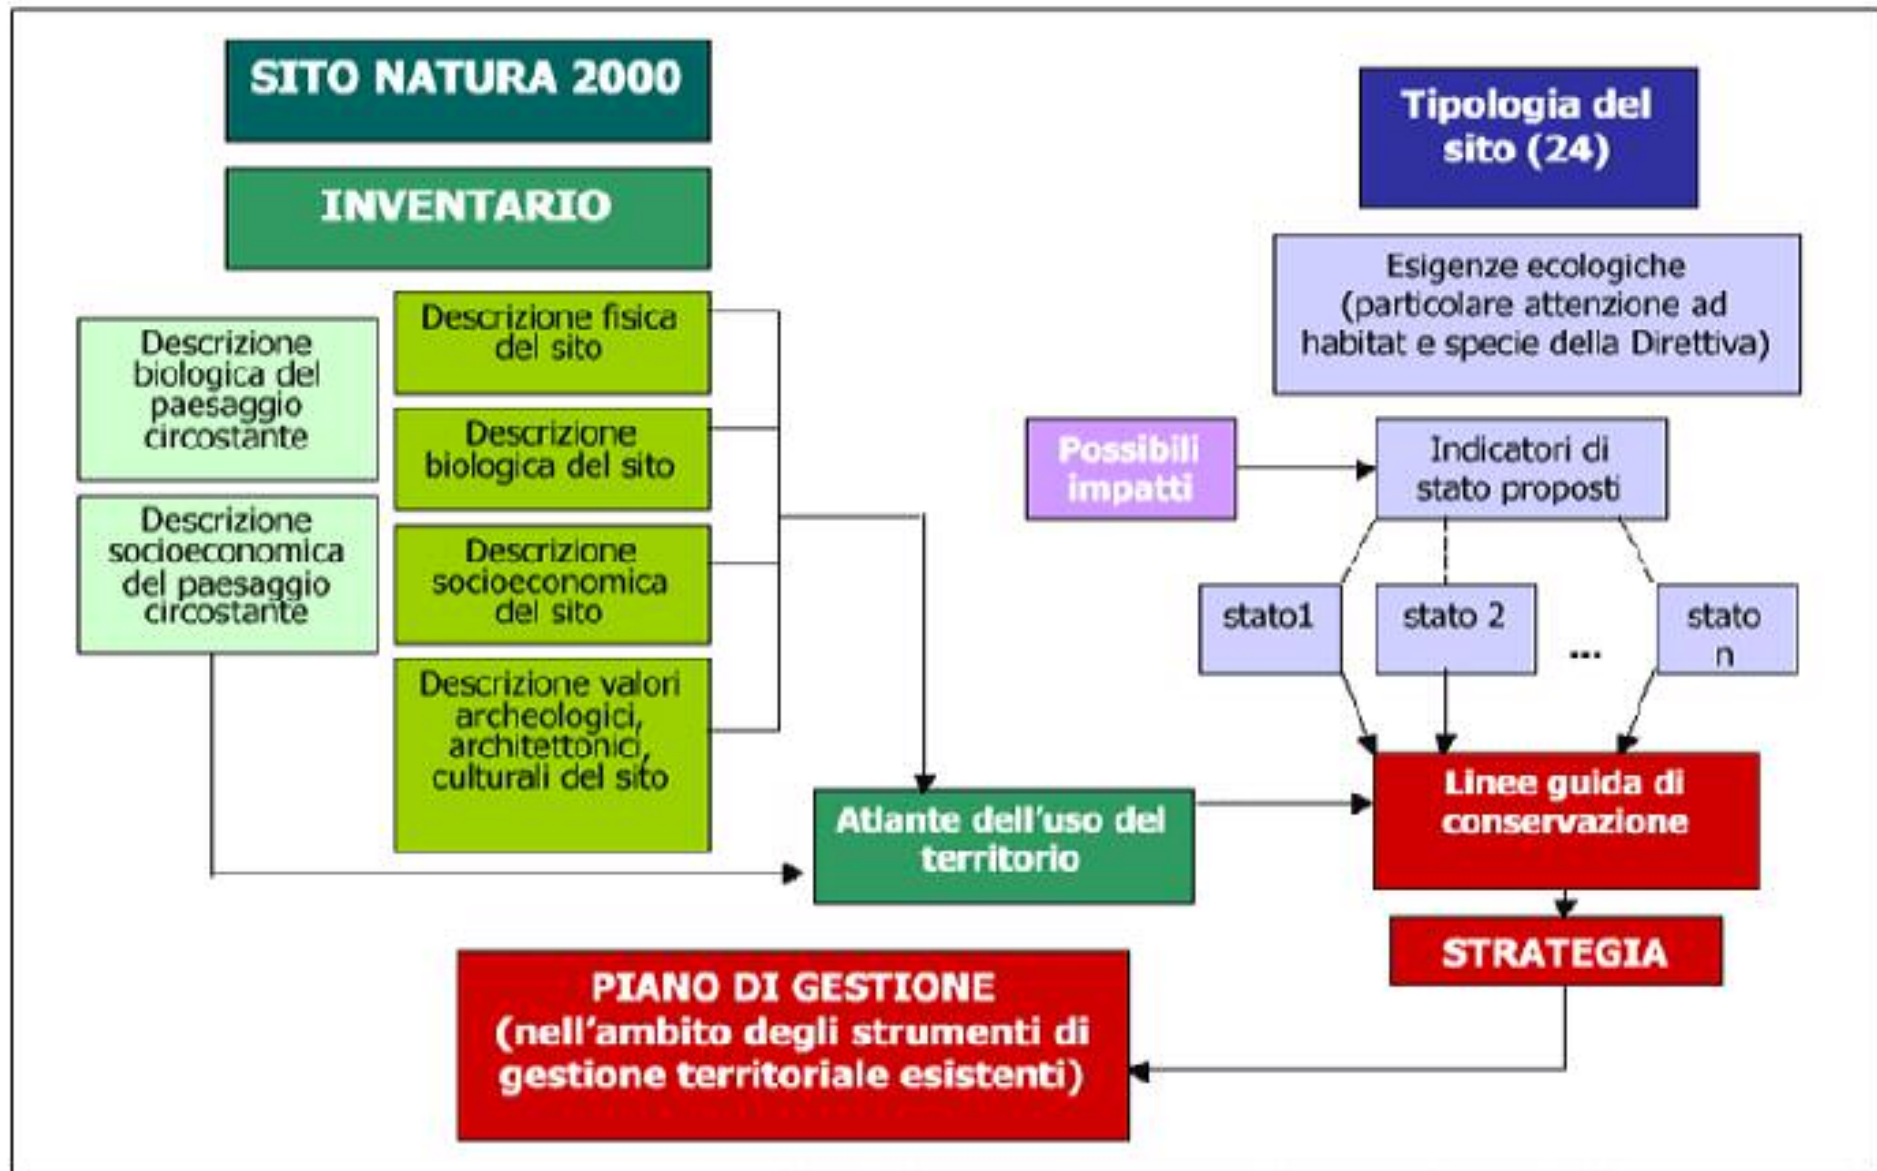 SITO NATURA 2000
INVENTARIO
Descrizione
biologica del
paesaggio
circostante
Descrizione
socioeconomica
del paesaggio
circostante
Descrizione fisica
del sito
Descrizione
biologica del sito
Descrizione
socioeconomica
del sito
Descrizione valori
archeologici,
architettonici,
culturali del sito
Atlante dell'uso del
territorio
Tipologia del
sito (24)
Esigenze ecologiche
(particolare attenzione ad
habitat e specie della Direttiva)
Possibili
impatti
Indicatori di
stato proposti
stato1
stato 2
...
stato
n
Linee guida di
conservazione
STRATEGIA
PIANO DI GESTIONE
(nell'ambito degli strumenti di
gestione territoriale esistenti)